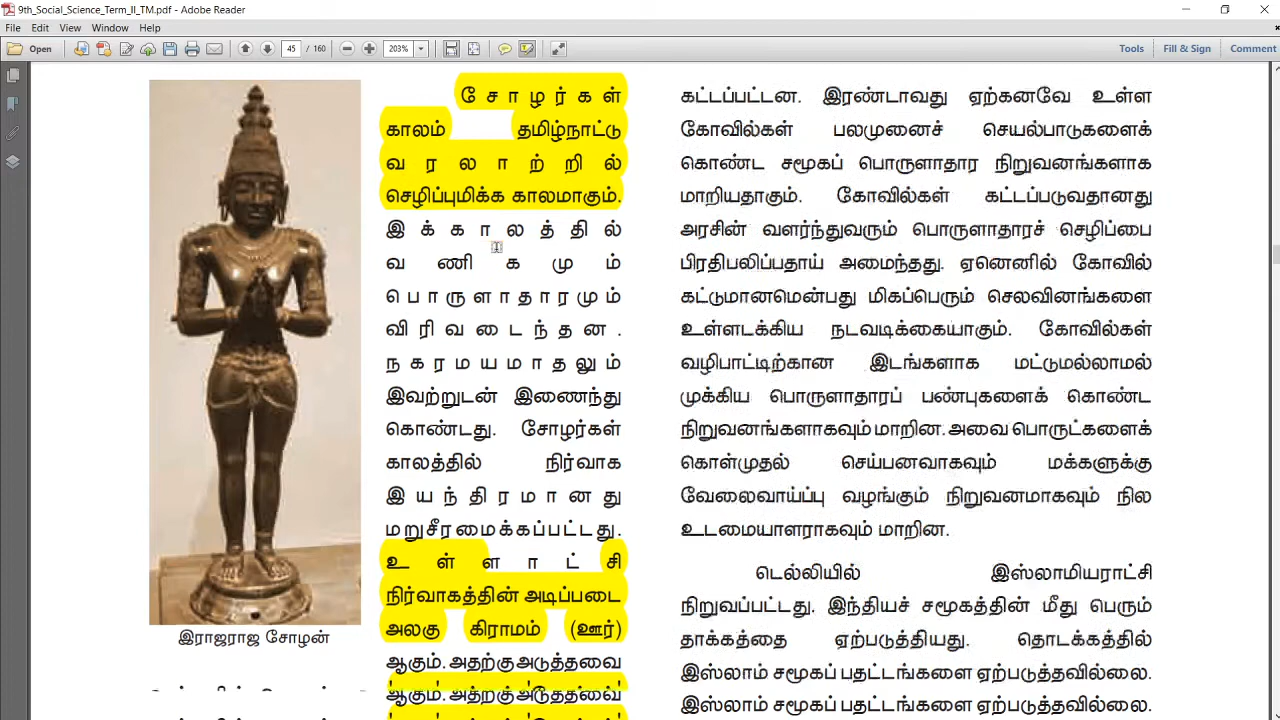 9th_Social_Science_Term_II_TM.pdf - Adobe Reader
File Edit View Window Help
Open 45 / 160 203% Tools Fill & Sign Comment
சோழர்கள்
காலம் தமிழ்நாட்டு
வரலாற்றில்
செழிப்புமிக்க காலமாகும்.
இக்காலத்தில்
வணிகமும்
பொருளாதாரமும்
விரிவடைந்தன.
நகரமயமாதலும்
இவற்றுடன் இணைந்து
கொண்டது. சோழர்கள்
காலத்தில் நிர்வாக
இயந்திரமானது
மறுசீரமைக்கப்பட்டது.
உள்ளாட்சி
நிர்வாகத்தின் அடிப்படை
அலகு கிராமம் (ஊர்)
ஆகும். அதற்கு அடுத்தவை
ஆகும். அதற்கு அடுத்தவை
இராஜராஜ சோழன்
கட்டப்பட்டன. இரண்டாவது ஏற்கனவே உள்ள
கோவில்கள் பலமுனைச் செயல்பாடுகளைக்
கொண்ட சமூகப் பொருளாதார நிறுவனங்களாக
மாறியதாகும். கோவில்கள் கட்டப்படுவதானது
அரசின் வளர்ந்துவரும் பொருளாதாரச் செழிப்பை
பிரதிபலிப்பதாய் அமைந்தது. ஏனெனில் கோவில்
கட்டுமானமென்பது மிகப்பெரும் செலவினங்களை
உள்ளடக்கிய நடவடிக்கையாகும். கோவில்கள்
வழிபாட்டிற்கான இடங்களாக மட்டுமல்லாமல்
முக்கிய பொருளாதாரப் பண்புகளைக் கொண்ட
நிறுவனங்களாகவும் மாறின. அவை பொருட்களைக்
கொள்முதல் செய்பனவாகவும் மக்களுக்கு
வேலைவாய்ப்பு வழங்கும் நிறுவனமாகவும் நில
உடமையாளராகவும் மாறின.
டெல்லியில் இஸ்லாமியராட்சி
நிறுவப்பட்டது. இந்தியச் சமூகத்தின் மீது பெரும்
தாக்கத்தை ஏற்படுத்தியது. தொடக்கத்தில்
இஸ்லாம் சமூகப் பதட்டங்களை ஏற்படுத்தவில்லை.
இஸ்லாம் சமூகப் பதட்டங்களை ஏற்படுத்தவில்லை.